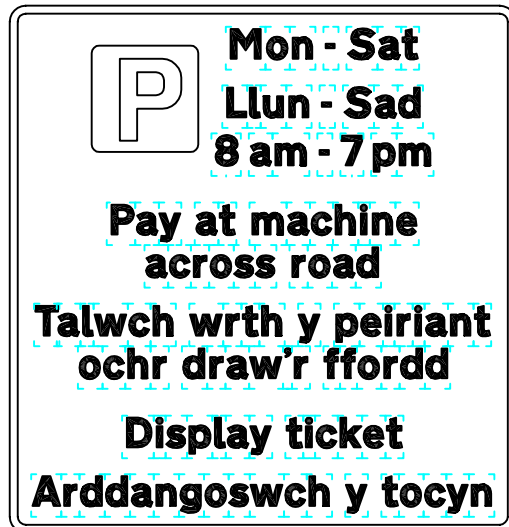 P
Mon - Sat
Llun - Sad
8 am - 7 pm
Pay at machine
across road
Talwch wrth y peiriant
ochr draw’r ffordd
Display ticket
Arddangoswch y tocyn